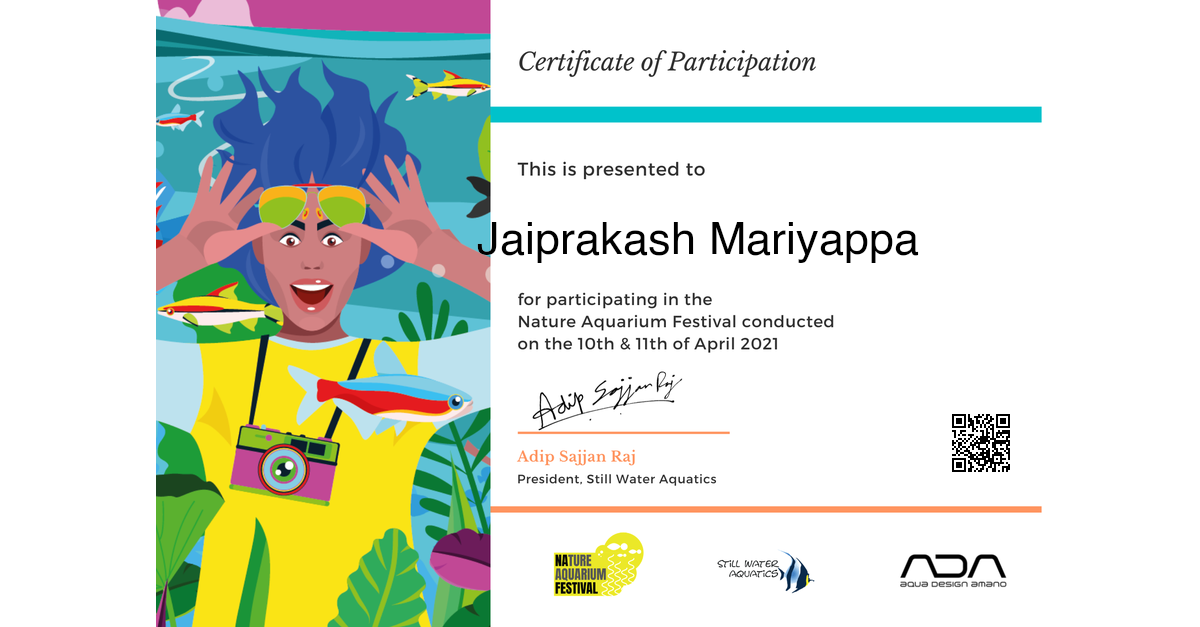 Certificate of Participation
This is presented to
Jaiprakash Mariyappa
for participating in the
Nature Aquarium Festival conducted
on the 10th & 11th of April 2021
Adip Sajjan Raj
Adip Sajjan Raj
President, Still Water Aquatics
NATURE
AQUARIUM
FESTIVAL
STILL WATER
AQUATICS
ADA
aqua design amano